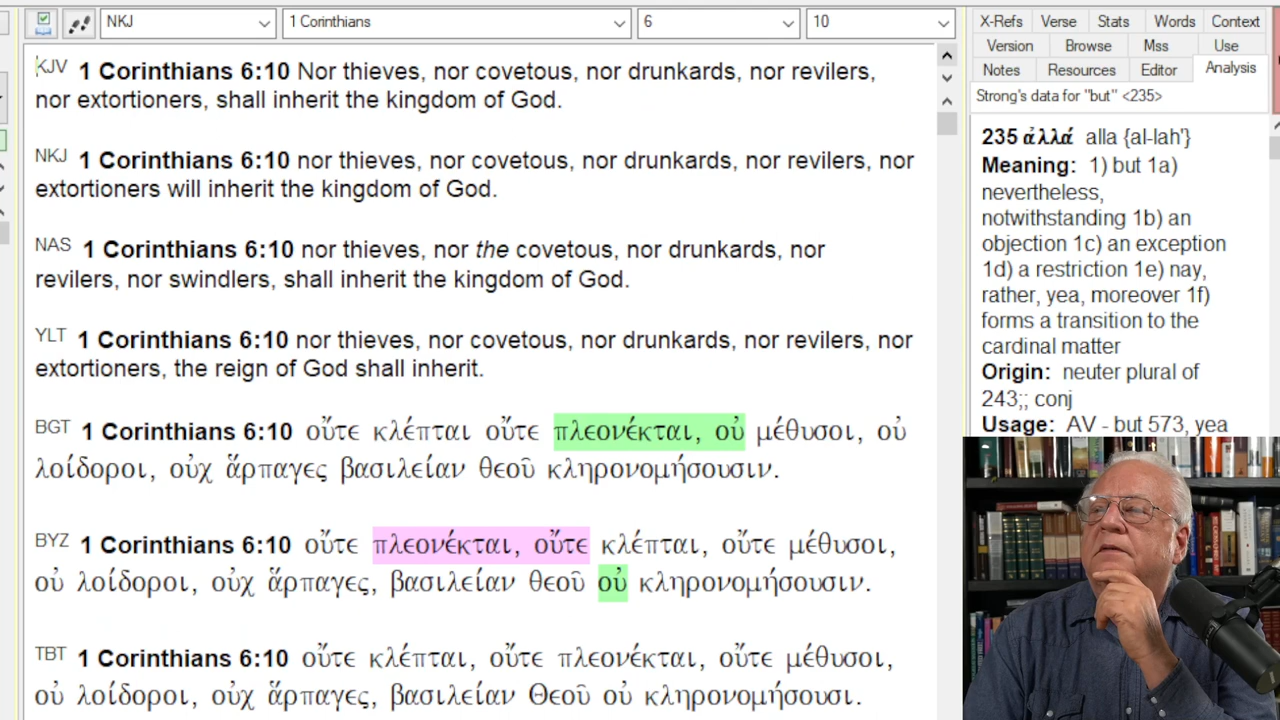 NKJ 1 Corinthians 6 10
X-Refs Verse Stats Words Context
Version Browse Mss Use
Notes Resources Editor Analysis
Strong's data for "but" <235>
KJV 1 Corinthians 6:10 Nor thieves, nor covetous, nor drunkards, nor revilers,
nor extortioners, shall inherit the kingdom of God.
NKJ 1 Corinthians 6:10 nor thieves, nor covetous, nor drunkards, nor revilers, nor
extortioners will inherit the kingdom of God.
NAS 1 Corinthians 6:10 nor thieves, nor the covetous, nor drunkards, nor
revilers, nor swindlers, shall inherit the kingdom of God.
YLT 1 Corinthians 6:10 nor thieves, nor covetous, nor drunkards, nor revilers, nor
extortioners, the reign of God shall inherit.
BGT 1 Corinthians 6:10 οὔτε κλέπται οὔτε πλεονέκται, οὐ μέθυσοι, οὐ
λοίδοροι, οὐχ ἅρπαγες βασιλείαν θεοῦ κληρονομήσουσιν.
BYZ 1 Corinthians 6:10 οὔτε πλεονέκται, οὔτε κλέπται, οὔτε μέθυσοι,
οὐ λοίδοροι, οὐχ ἅρπαγες, βασιλείαν θεοῦ οὐ κληρονομήσουσιν.
TBT 1 Corinthians 6:10 οὔτε κλέπται, οὔτε πλεονέκται, οὔτε μέθυσοι,
οὐ λοίδοροι, οὐχ ἅρπαγες, βασιλείαν Θεοῦ οὐ κληρονομήσουσι.
235 ἀλλά alla {al-lah'}
Meaning: 1) but 1a)
nevertheless,
notwithstanding 1b) an
objection 1c) an exception
1d) a restriction 1e) nay,
rather, yea, moreover 1f)
forms a transition to the
cardinal matter
Origin: neuter plural of
243;; conj
Usage: AV - but 573, yea